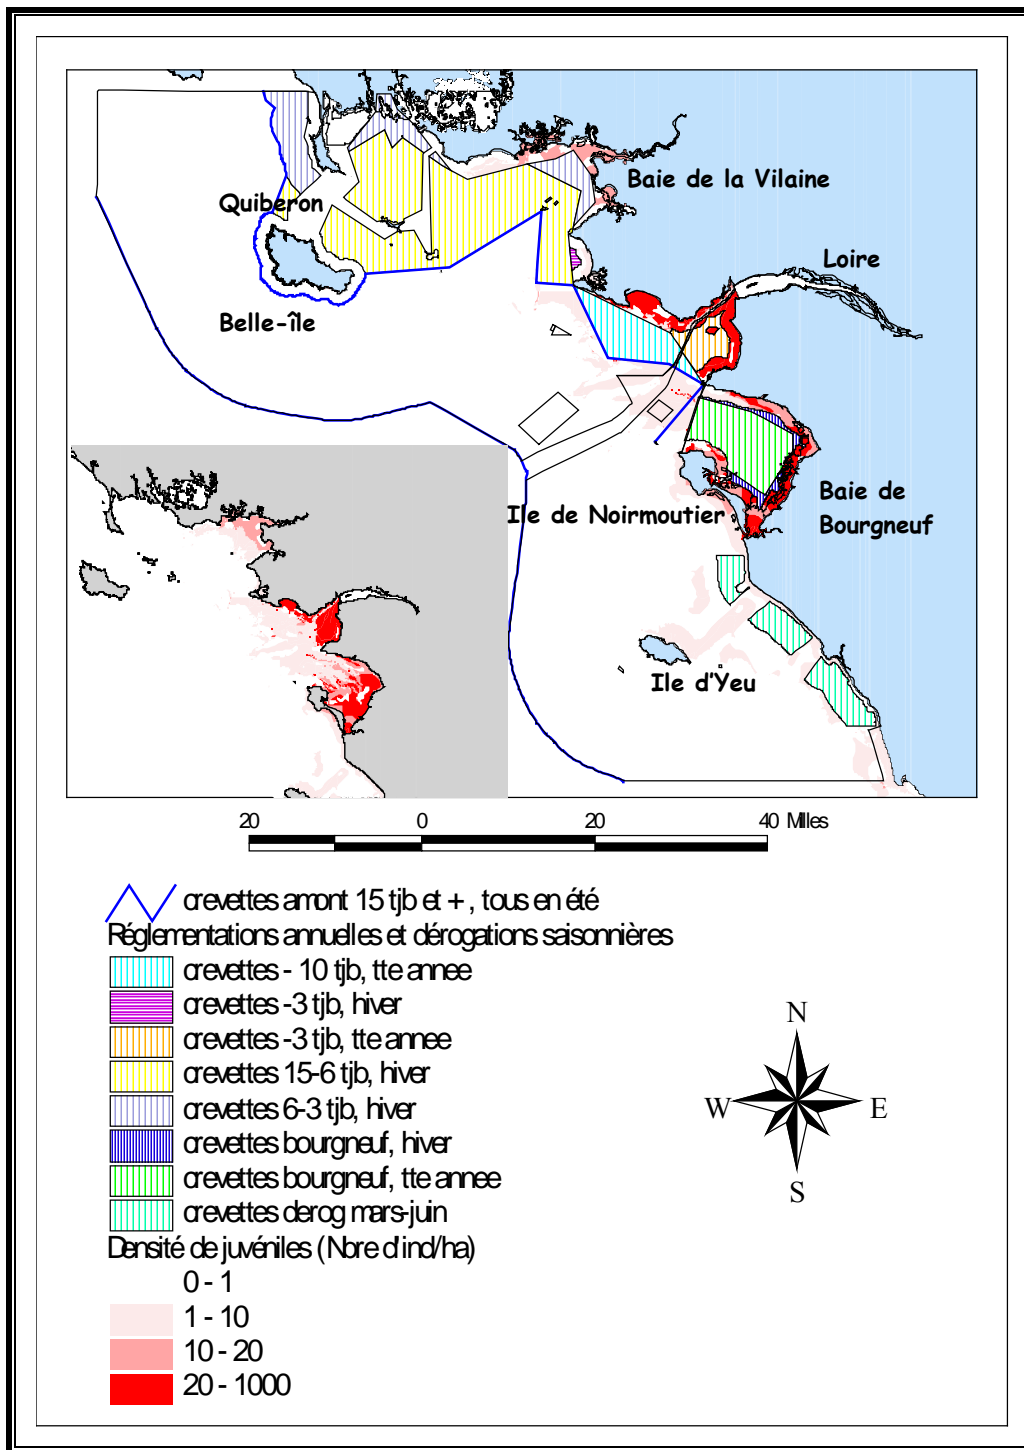 Baie de la Vilaine
Quiberon
Loire
Belle-île
Baie de
Bourgneuf
Ile de Noirmoutier
Ile d'Yeu
20 0 20 40 Milles
crevettes amont 15 tjb et + , tous en été
Réglementations annuelles et dérogations saisonnières
crevettes - 10 tjb, tte annee
crevettes -3 tjb, hiver
crevettes -3 tjb, tte annee
crevettes 15-6 tjb, hiver
crevettes 6-3 tjb, hiver
crevettes bourgneuf, hiver
crevettes bourgneuf, tte annee
crevettes derog mars-juin
Densité de juvéniles (Nbre d'ind/ha)
0 - 1
1 - 10
10 - 20
20 - 1000
N
W E
S